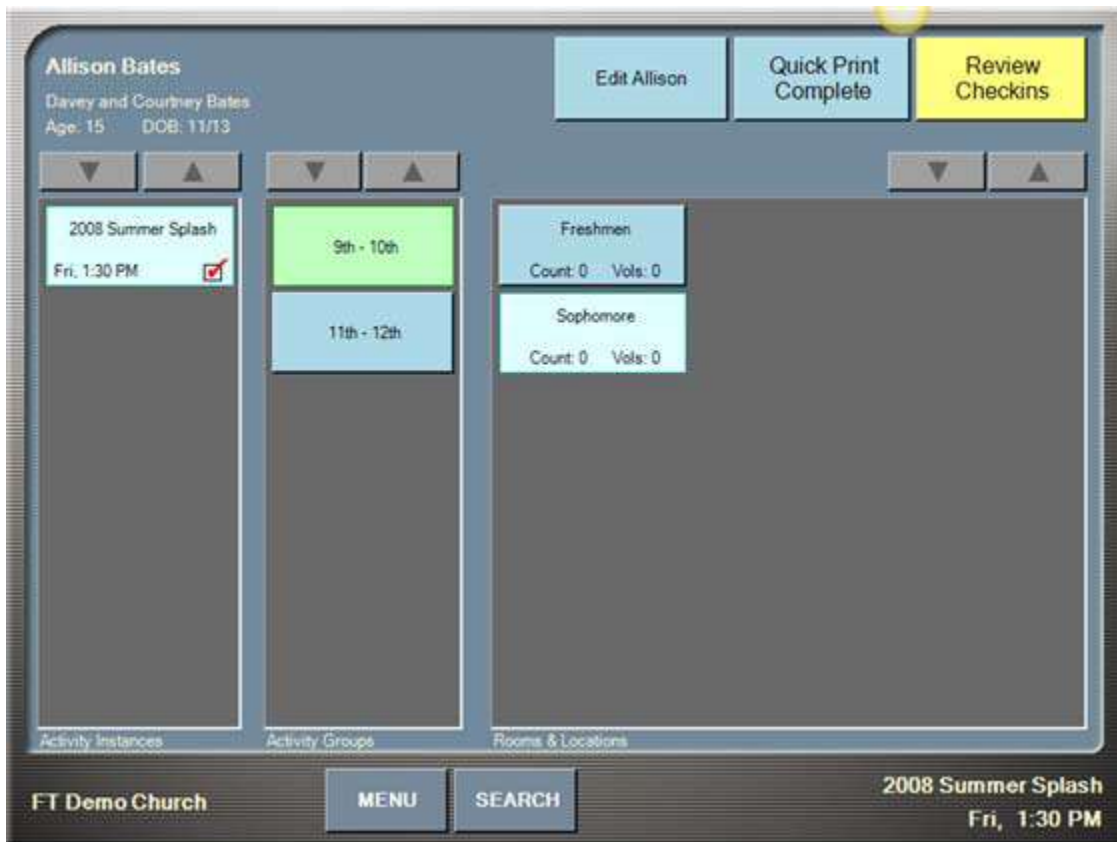 Allison Bates
Davey and Courtney Bates
Age: 15 DOB: 11/13
Edit Allison
Quick Print
Complete
Review
Checkins
2008 Summer Splash
Fri, 1:30 PM
9th - 10th
11th - 12th
Freshmen
Count: 0 Vols: 0
Sophomore
Count: 0 Vols: 0
Activity Instances
Activity Groups
Rooms & Locations
FT Demo Church
MENU
SEARCH
2008 Summer Splash
Fri, 1:30 PM